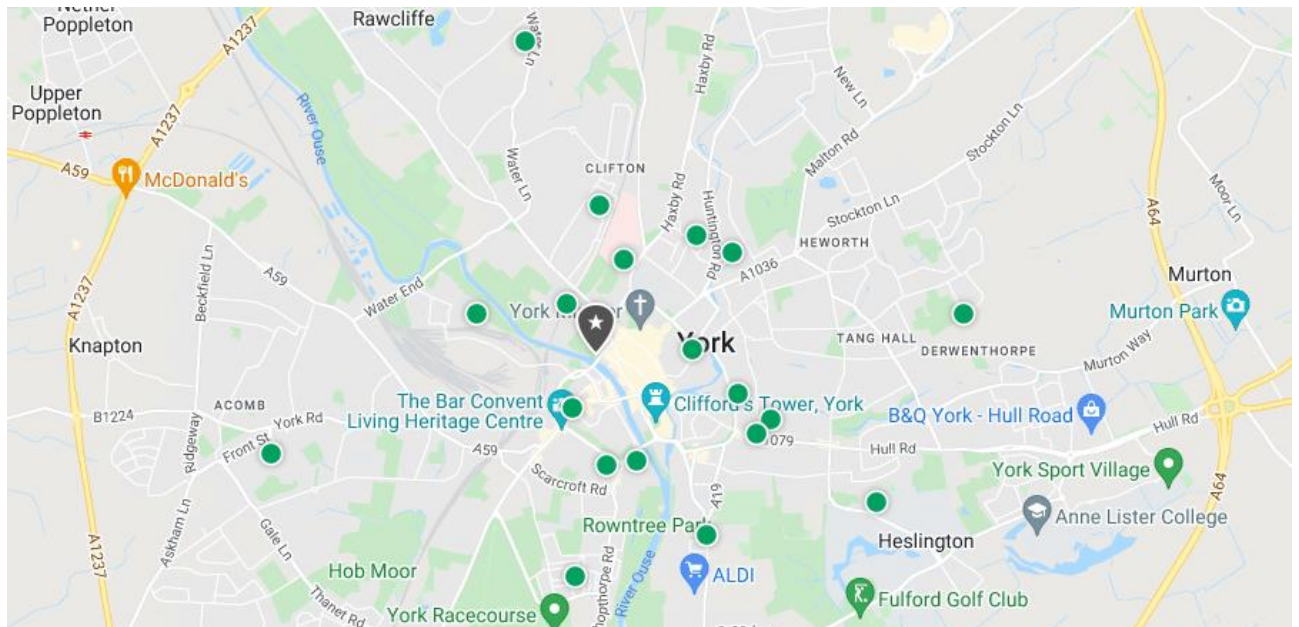 Nether
Poppleton
Rawcliffe
A1237
Water Ln
Haxby Rd
New Ln
Upper
Poppleton
A1237
River Ouse
Malton Rd
Stockton Ln
A59
McDonald's
Water Ln
CLIFTON
Haxby Rd
Huntington Rd
Stockton Ln
HEWORTH
A1036
A64
Moor Ln
Murton
Beckfield Ln
A59
Water End
A1237
Knapton
York
York
TANG HALL
DERWENTHORPE
Murton Park
Murton Way
ACOMB
B1224
York Rd
The Bar Convent
Living Heritage Centre
Clifford's Tower, York
B&Q York - Hull Road
Hull Rd
Ridgeway
Front St
A59
Scarcroft Rd
1079
Hull Rd
York Sport Village
A64
Askham Ln
Gale Ln
A19
Rowntree Park
Anne Lister College
Heslington
A1237
Hob Moor
Thanet Rd
River Ouse
ALDI
Fulford Golf Club
York Racecourse